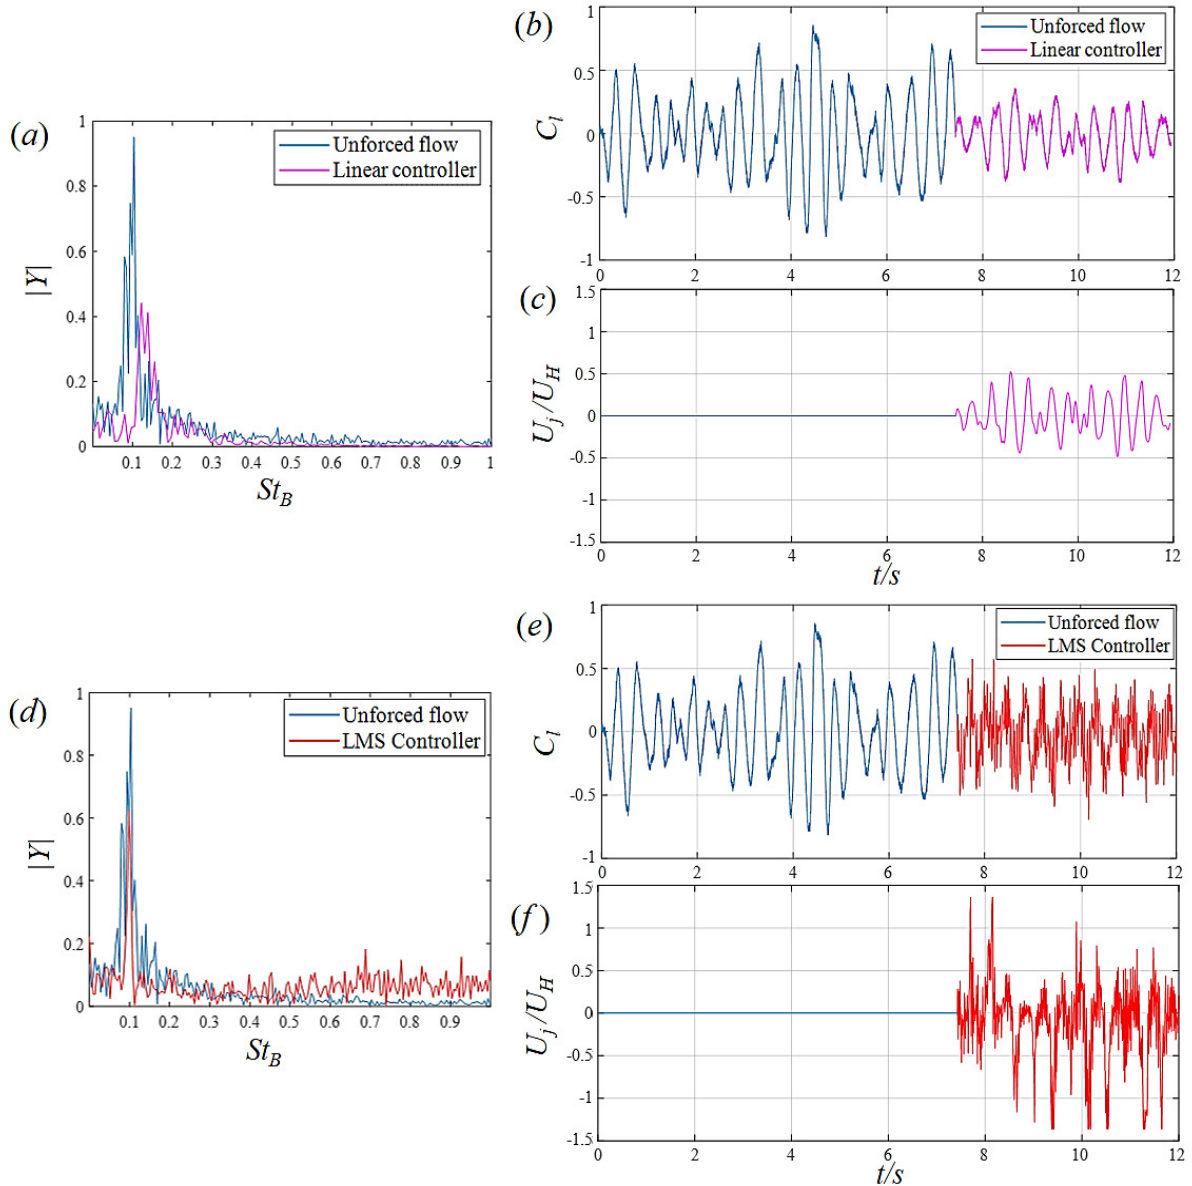 (a)
1
0.8
0.6
0.4
0.2
0
|Y|
Unforced flow
Linear controller
0.1 0.2 0.3 0.4 0.5 0.6 0.7 0.8 0.9 1
St_B
(b)
1
0.5
0
-0.5
-1
C_l
Unforced flow
Linear controller
0 2 4 6 8 10 12
(c)
1.5
1
0.5
0
-0.5
-1
-1.5
U_j/U_H
0 2 4 6 8 10 12
t/s
(d)
1
0.8
0.6
0.4
0.2
0
|Y|
Unforced flow
LMS Controller
0.1 0.2 0.3 0.4 0.5 0.6 0.7 0.8 0.9
St_B
(e)
1
0.5
0
-0.5
-1
C_l
Unforced flow
LMS Controller
0 2 4 6 8 10 12
(f)
1.5
1
0.5
0
-0.5
-1
-1.5
U_j/U_H
0 2 4 6 8 10 12
t/s